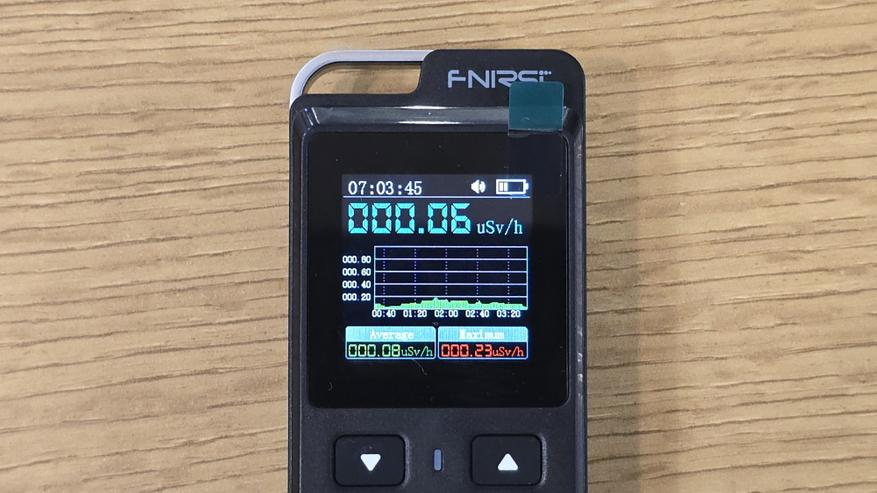 FNIRSI
07:03:45
000.06 uSv/h
000.80
000.60
000.40
000.20
00:40 01:20 02:00 02:40 03:20
Average Maximum
000.08uSv/h 000.23uSv/h